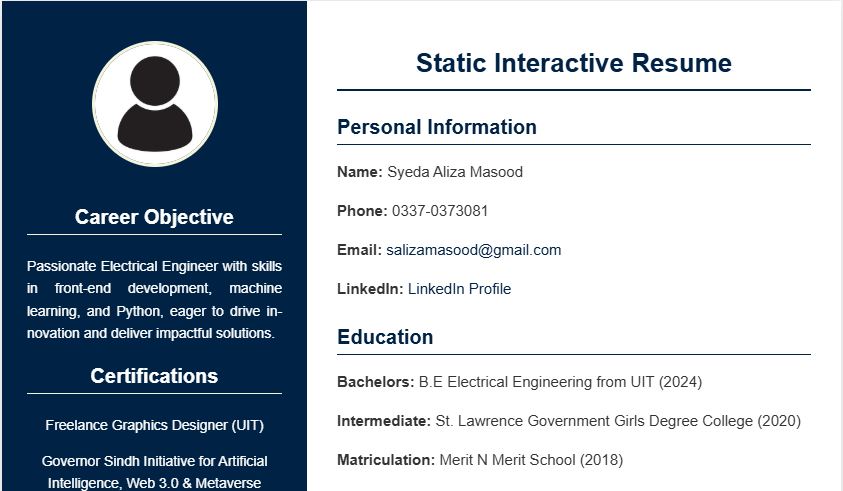 Career Objective
Passionate Electrical Engineer with skills
in front-end development, machine
learning, and Python, eager to drive in-
novation and deliver impactful solutions.
Certifications
Freelance Graphics Designer (UIT)
Governor Sindh Initiative for Artificial
Intelligence, Web 3.0 & Metaverse
Static Interactive Resume
Personal Information
Name: Syeda Aliza Masood
Phone: 0337-0373081
Email: salizamasood@gmail.com
LinkedIn: LinkedIn Profile
Education
Bachelors: B.E Electrical Engineering from UIT (2024)
Intermediate: St. Lawrence Government Girls Degree College (2020)
Matriculation: Merit N Merit School (2018)